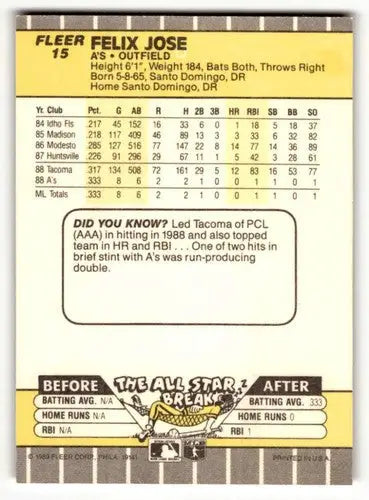 FLEER
15
FELIX JOSE
A'S • OUTFIELD
Height 6'1", Weight 184, Bats Both, Throws Right
Born 5-8-65, Santo Domingo, DR
Home Santo Domingo, DR
Yr. Club Pct. G AB R H 2B 3B HR RBI SB BB SO
84 Idho Fls .217 45 152 16 33 6 0 1 18 5 18 37
85 Madison .218 117 409 46 89 13 3 3 33 6 32 82
86 Modesto .285 127 516 77 147 22 8 14 77 14 36 89
87 Huntsville .226 91 296 29 67 11 1 5 42 3 28 61
88 Tacoma .317 134 508 72 161 29 5 12 83 16 53 77
88 A's .333 8 6 2 2 1 0 0 1 1 0 1
ML Totals .333 8 6 2 2 1 0 0 1 1 0 1
DID YOU KNOW? Led Tacoma of PCL
(AAA) in hitting in 1988 and also topped
team in HR and RBI . . . One of two hits in
brief stint with A's was run-producing
double.
BEFORE THE ALL STAR BREAK AFTER
BATTING AVG. N/A BATTING AVG. .333
HOME RUNS N/A HOME RUNS 0
RBI N/A RBI 1
© 1989 FLEER CORP., PHILA. 19141 PRINTED IN U.S.A.